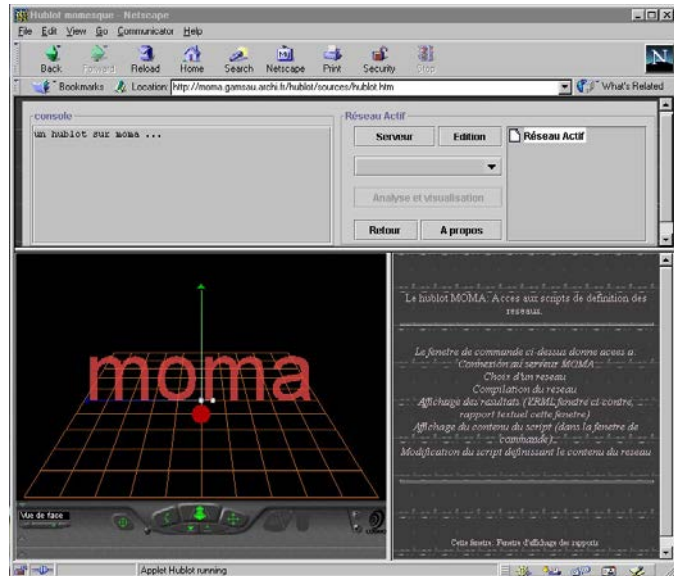 Hublot momesque - Netscape
File Edit View Go Communicator Help
Back Forward Reload Home Search Netscape Print Security Stop
Bookmarks Location: http://moma.gamsau.archi.fr/hublot/sources/hublot.htm What's Related
console
un hublot sur moma ...
Réseau Actif
Serveur Edition
Réseau Actif
Analyse et visualisation
Retour A propos
moma
Vue de face
Le hublot MOMA: Acces aux scripts de definition des
reseaux.
Le fenetre de commande ci-dessus donne acces a:
Connexion au serveur MOMA
Choix d'un reseau
Compilation du reseau
Affichage des resultats (VRML fenetre ci-contre,
rapport textuel cette fenetre)
Affichage du contenu du script (dans la fenetre de
commande)
Modification du script definissant le contenu du reseau
Cette fenetre: Fenetre d'affichage des rapports
Applet Hublot running